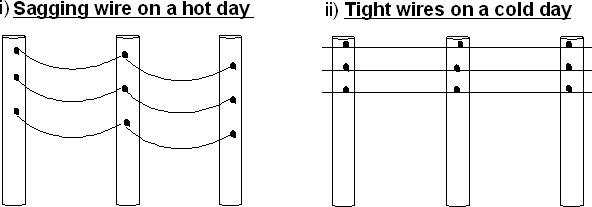 i) Sagging wire on a hot day
ii) Tight wires on a cold day